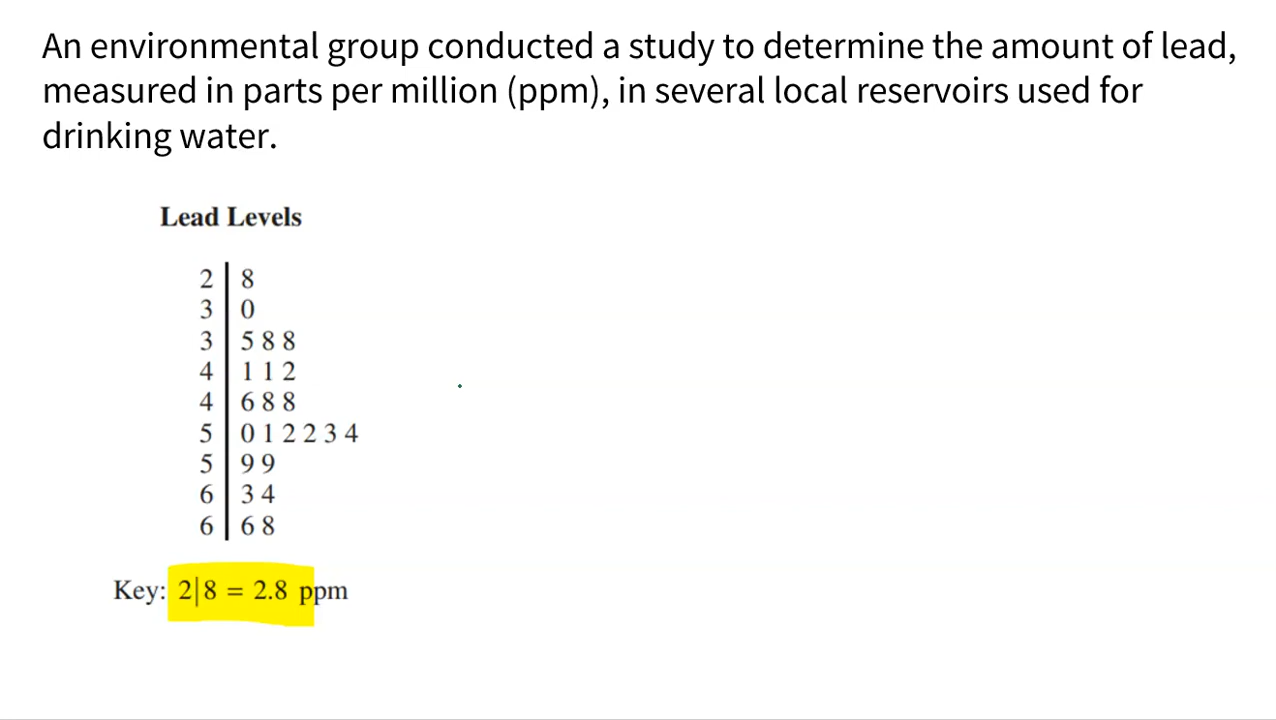 An environmental group conducted a study to determine the amount of lead,
measured in parts per million (ppm), in several local reservoirs used for
drinking water.
Lead Levels
2 | 8
3 | 0
3 | 5 8 8
4 | 1 1 2
4 | 6 8 8
5 | 0 1 2 2 3 4
5 | 9 9
6 | 3 4
6 | 6 8
Key: 2|8 = 2.8 ppm